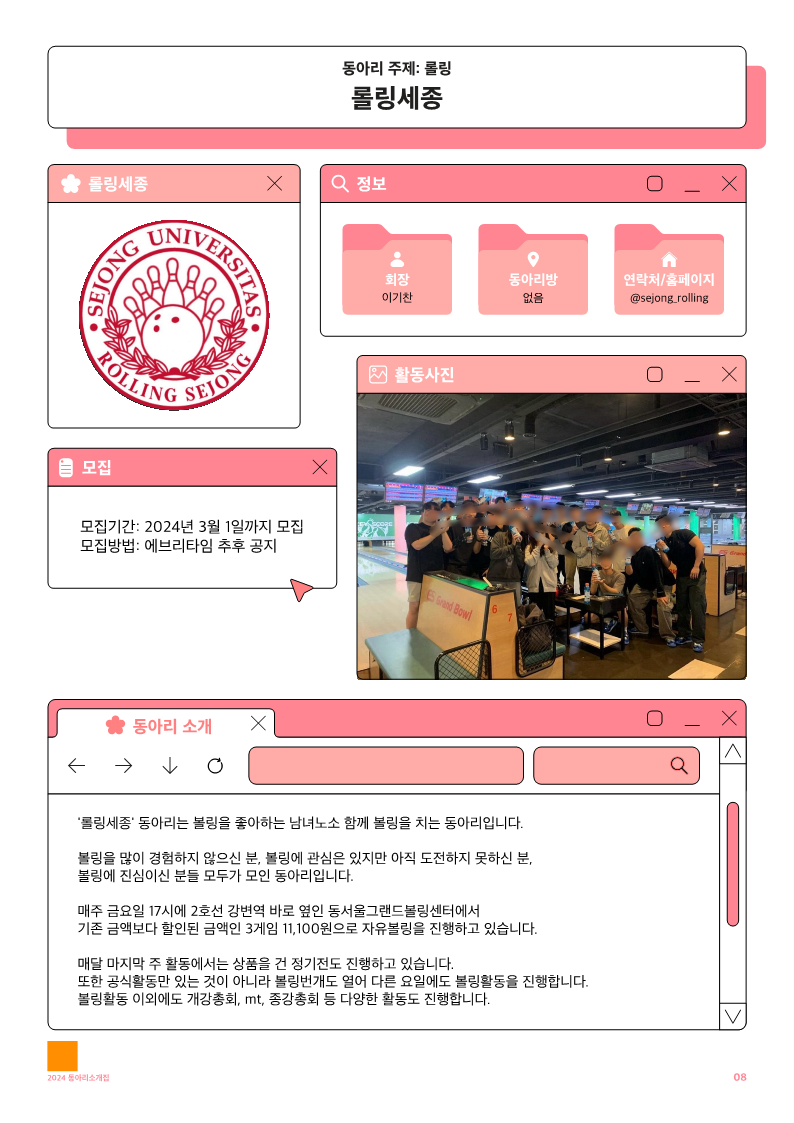 동아리 주제: 롤링
롤링세종
롤링세종
SEJONG UNIVERSITAS
ROLLING SEJONG
정보
회장
이기찬
동아리방
없음
연락처/홈페이지
@sejong_rolling
활동사진
Grand Bowl
6
7
모집
모집기간: 2024년 3월 1일까지 모집
모집방법: 에브리타임 추후 공지
동아리 소개
'롤링세종' 동아리는 볼링을 좋아하는 남녀노소 함께 볼링을 치는 동아리입니다.
볼링을 많이 경험하지 않으신 분, 볼링에 관심은 있지만 아직 도전하지 못하신 분,
볼링에 진심이신 분들 모두가 모인 동아리입니다.
매주 금요일 17시에 2호선 강변역 바로 옆인 동서울그랜드볼링센터에서
기존 금액보다 할인된 금액인 3게임 11,100원으로 자유볼링을 진행하고 있습니다.
매달 마지막 주 활동에서는 상품을 건 정기전도 진행하고 있습니다.
또한 공식활동만 있는 것이 아니라 볼링번개도 열어 다른 요일에도 볼링활동을 진행합니다.
볼링활동 이외에도 개강총회, mt, 종강총회 등 다양한 활동도 진행합니다.
2024 동아리소개집
08